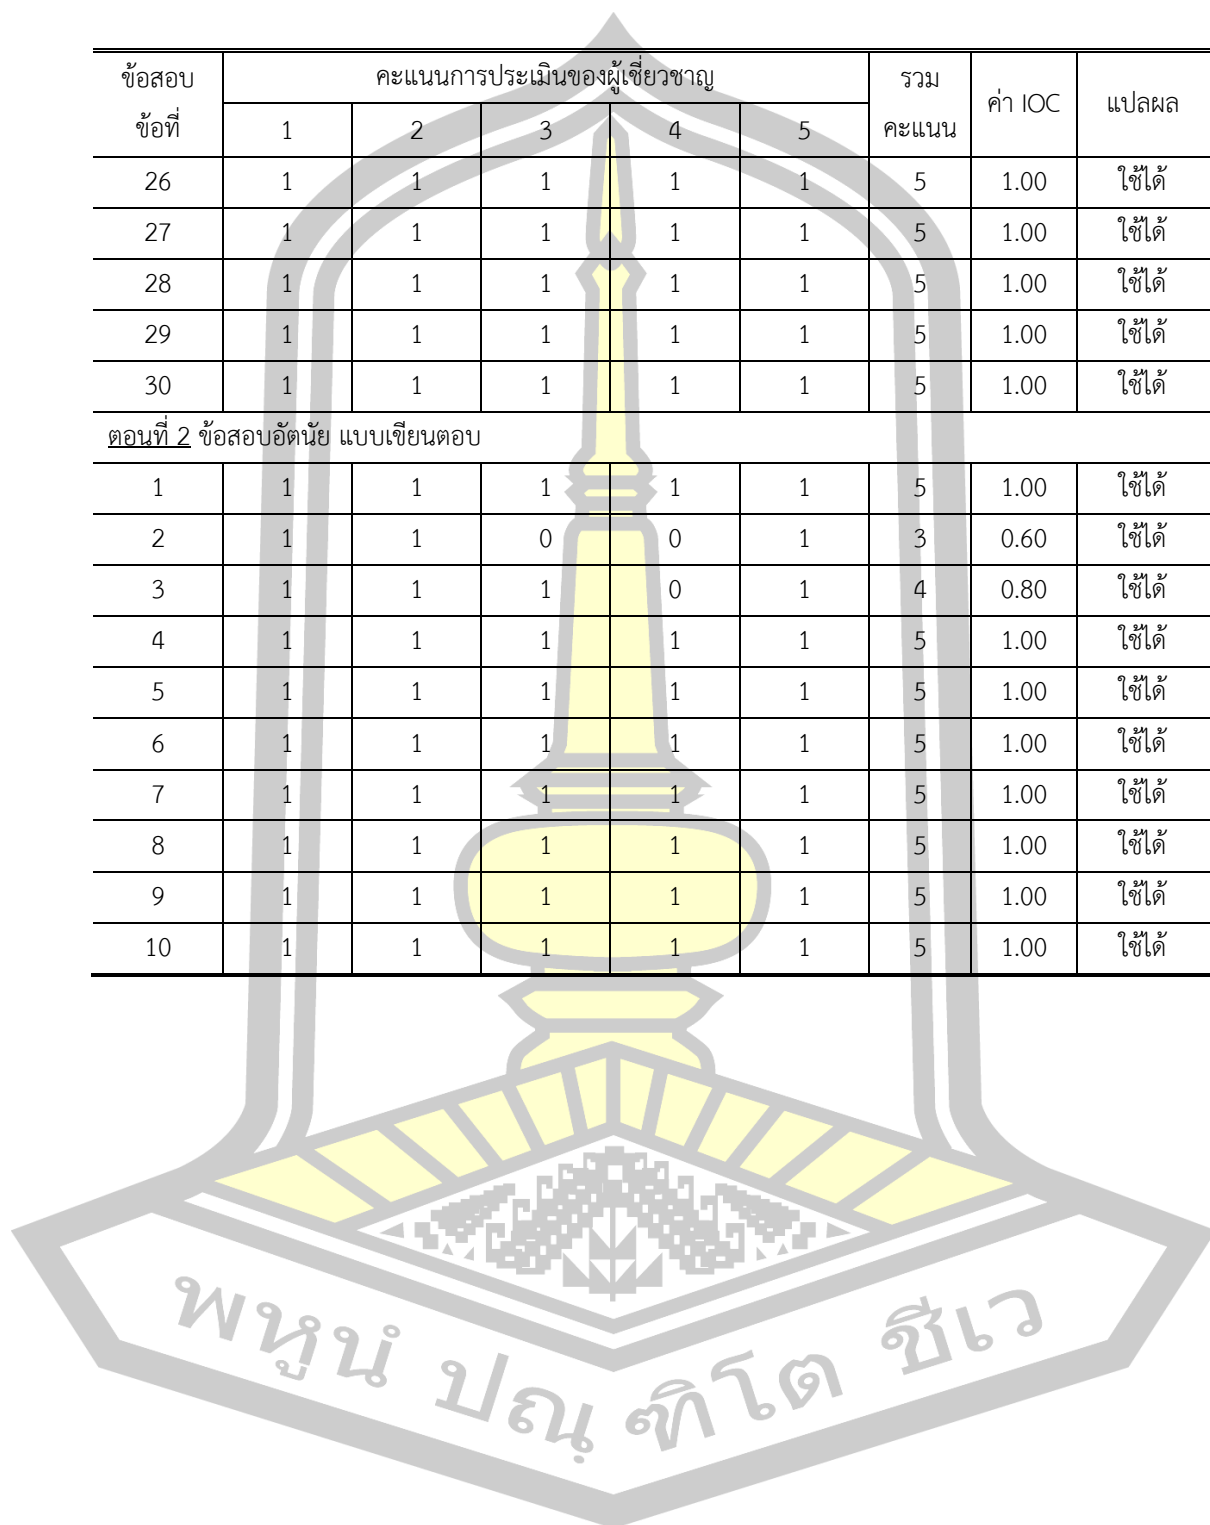 ข้อสอบ คะแนนการประเมินของผู้เชี่ยวชาญ รวม ค่า IOC แปลผล
ข้อที่ 1 2 3 4 5 คะแนน
26 1 1 1 1 1 5 1.00 ใช้ได้
27 1 1 1 1 1 5 1.00 ใช้ได้
28 1 1 1 1 1 5 1.00 ใช้ได้
29 1 1 1 1 1 5 1.00 ใช้ได้
30 1 1 1 1 1 5 1.00 ใช้ได้
ตอนที่ 2 ข้อสอบอัตนัย แบบเขียนตอบ
1 1 1 1 1 1 5 1.00 ใช้ได้
2 1 1 0 0 1 3 0.60 ใช้ได้
3 1 1 1 0 1 4 0.80 ใช้ได้
4 1 1 1 1 1 5 1.00 ใช้ได้
5 1 1 1 1 1 5 1.00 ใช้ได้
6 1 1 1 1 1 5 1.00 ใช้ได้
7 1 1 1 1 1 5 1.00 ใช้ได้
8 1 1 1 1 1 5 1.00 ใช้ได้
9 1 1 1 1 1 5 1.00 ใช้ได้
10 1 1 1 1 1 5 1.00 ใช้ได้
พหูนํ ปณฺ ฑิโต ชีเว